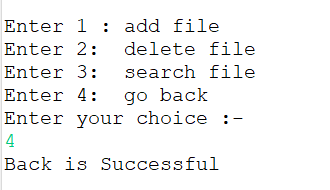 Enter 1 : add file
Enter 2:  delete file
Enter 3:  search file
Enter 4:  go back
Enter your choice :-
4
Back is Successful